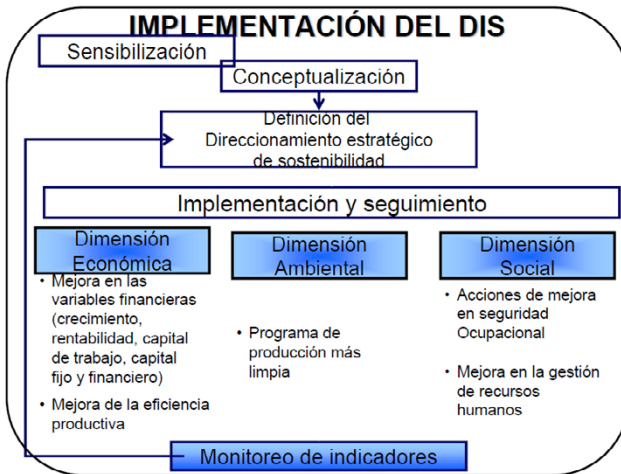 IMPLEMENTACIÓN DEL DIS
Sensibilización
Conceptualización
Definición del
Direccionamiento estratégico
de sostenibilidad
Implementación y seguimiento
Dimensión
Económica
• Mejora en las
variables financieras
(crecimiento,
rentabilidad, capital
de trabajo, capital
fijo y financiero)
• Mejora de la eficiencia
productiva
Dimensión
Ambiental
• Programa de
producción más
limpia
Dimensión
Social
• Acciones de mejora
en seguridad
Ocupacional
• Mejora en la gestión
de recursos
humanos
Monitoreo de indicadores